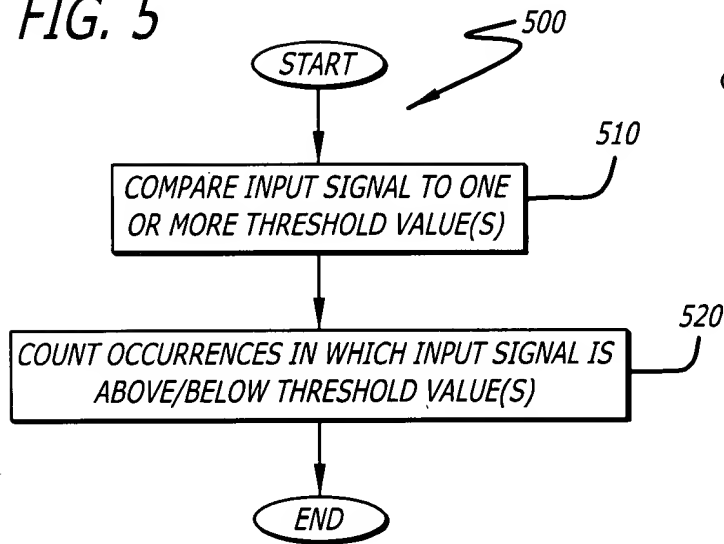 FIG. 5
500
START
510
COMPARE INPUT SIGNAL TO ONE
OR MORE THRESHOLD VALUE(S)
520
COUNT OCCURRENCES IN WHICH INPUT SIGNAL IS
ABOVE/BELOW THRESHOLD VALUE(S)
END